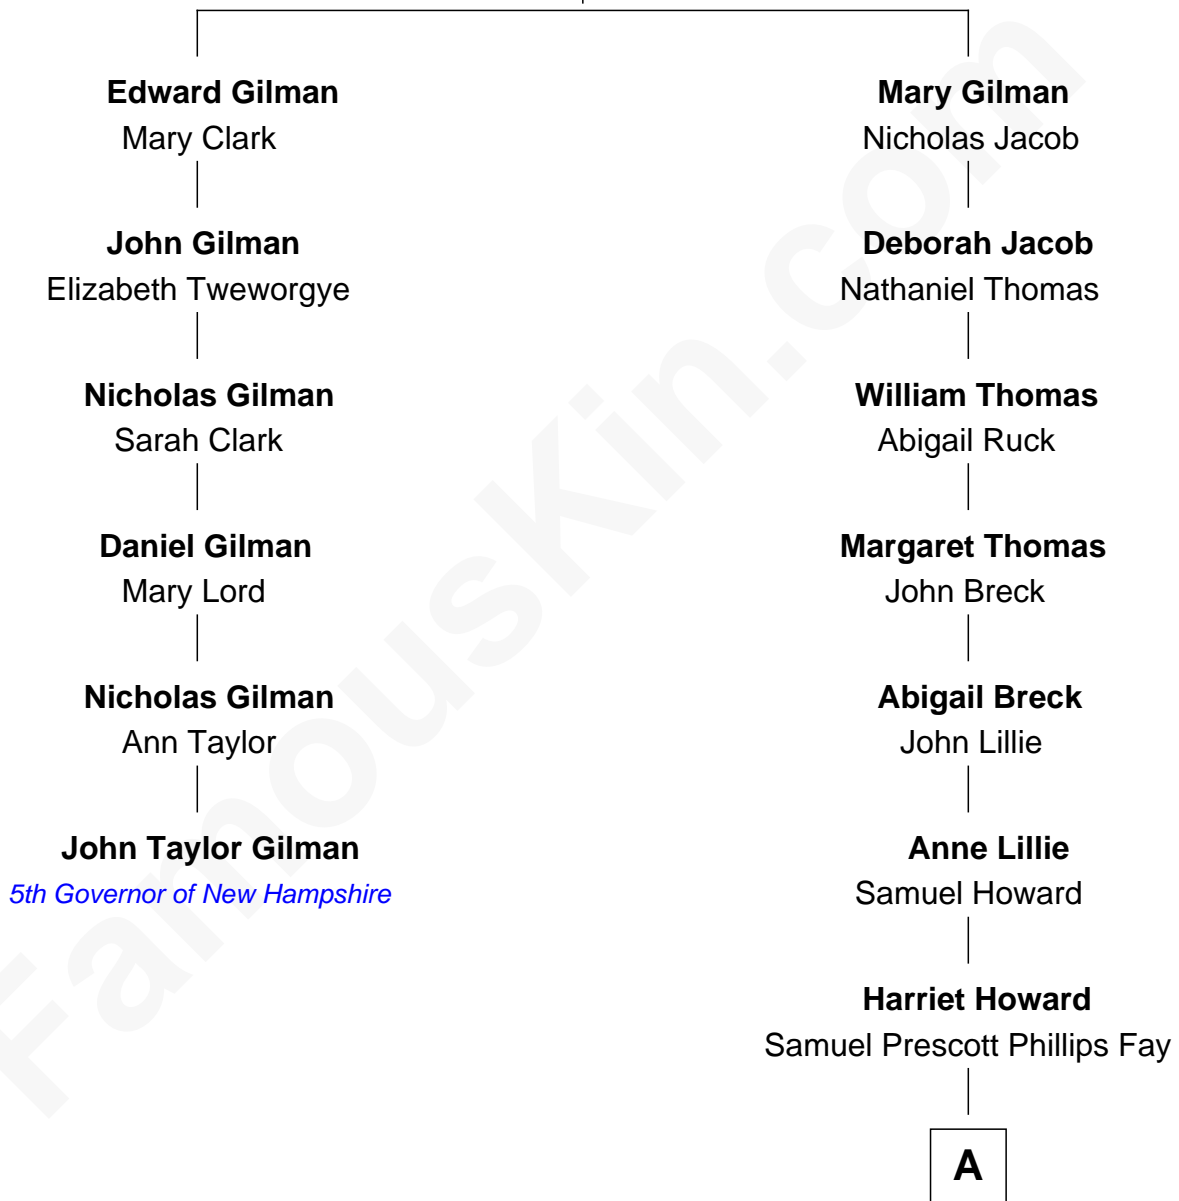 Edward Gilman
Mary Clark
John Gilman
Elizabeth Tweworgye
Nicholas Gilman
Sarah Clark
Daniel Gilman
Mary Lord
Nicholas Gilman
Ann Taylor
John Taylor Gilman
5th Governor of New Hampshire
Mary Gilman
Nicholas Jacob
Deborah Jacob
Nathaniel Thomas
William Thomas
Abigail Ruck
Margaret Thomas
John Breck
Abigail Breck
John Lillie
Anne Lillie
Samuel Howard
Harriet Howard
Samuel Prescott Phillips Fay
A
FamousKin.com